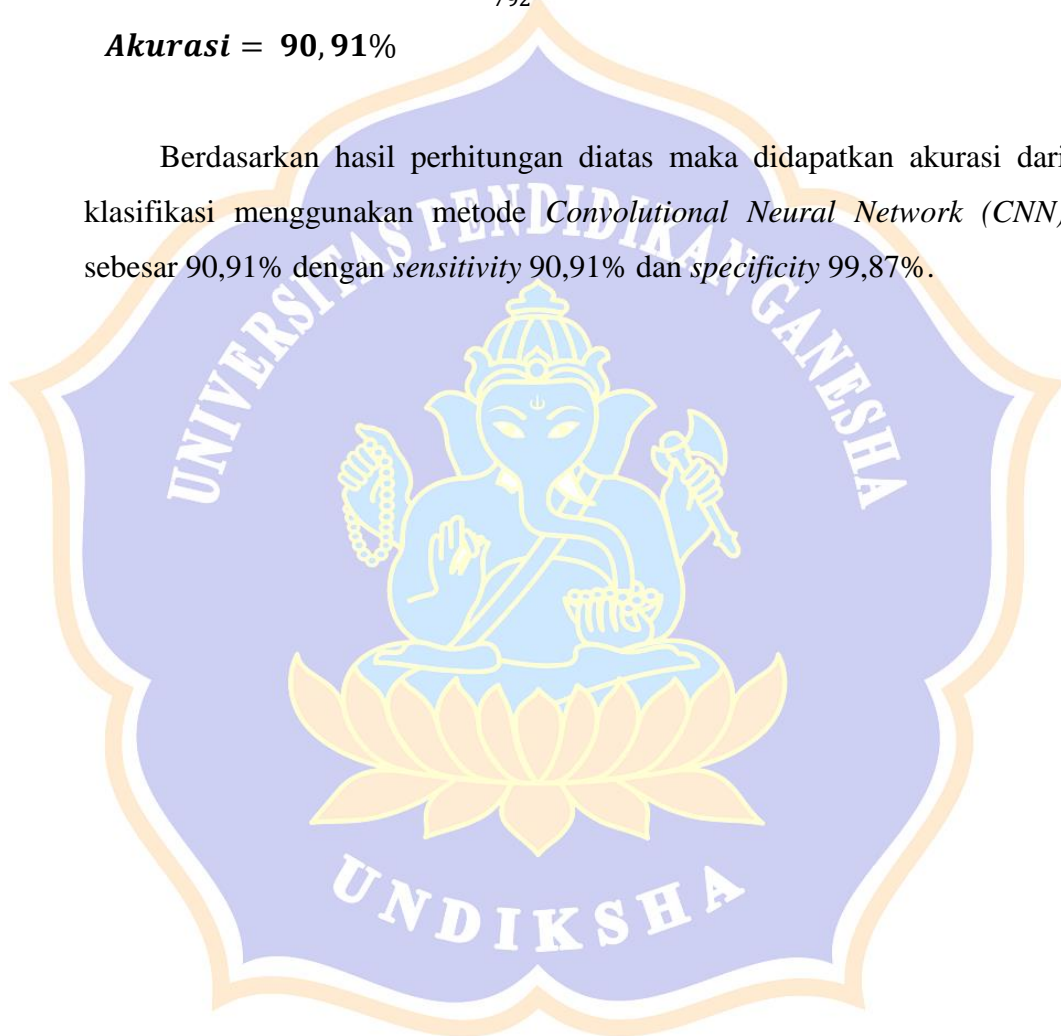 792
Akurasi = 90,91%
Berdasarkan hasil perhitungan diatas maka didapatkan akurasi dari
klasifikasi menggunakan metode Convolutional Neural Network (CNN)
sebesar 90,91% dengan sensitivity 90,91% dan specificity 99,87%.
UNIVERSITAS PENDIDIKAN GANESHA
UNDIKSHA